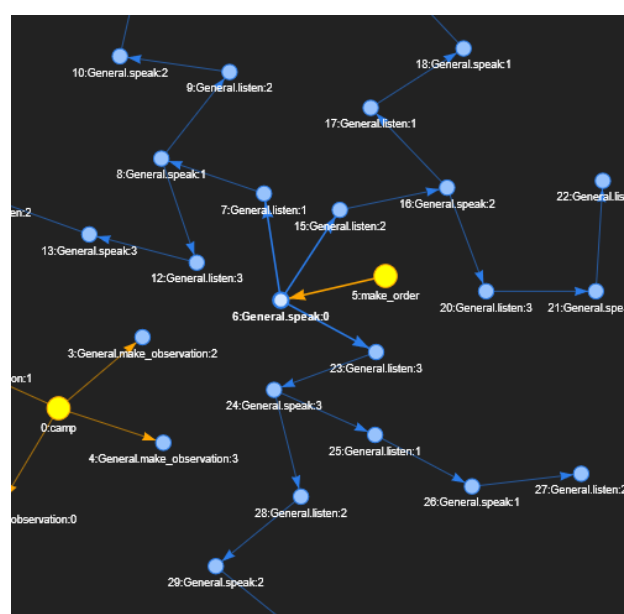 18:General.speak:1
10:General.speak:2
9:General.listen:2
17:General.listen:1
8:General.speak:1
22:General.lis
7:General.listen:1
16:General.speak:2
en:2
15:General.listen:2
13:General.speak:3
12:General.listen:3
5:make_order
20:General.listen:3
21:General.spea
6:General.speak:0
3:General.make_observation:2
23:General.listen:3
on:1
24:General.speak:3
0:camp
25:General.listen:1
4:General.make_observation:3
27:General.listen:2
26:General.speak:1
28:General.listen:2
observation:0
29:General.speak:2